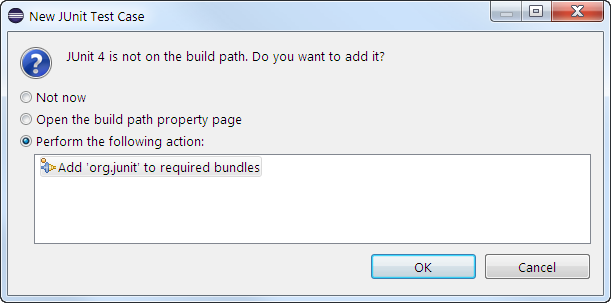 New JUnit Test Case
JUnit 4 is not on the build path. Do you want to add it?
Not now
Open the build path property page
Perform the following action:
Add 'org.junit' to required bundles
OK
Cancel